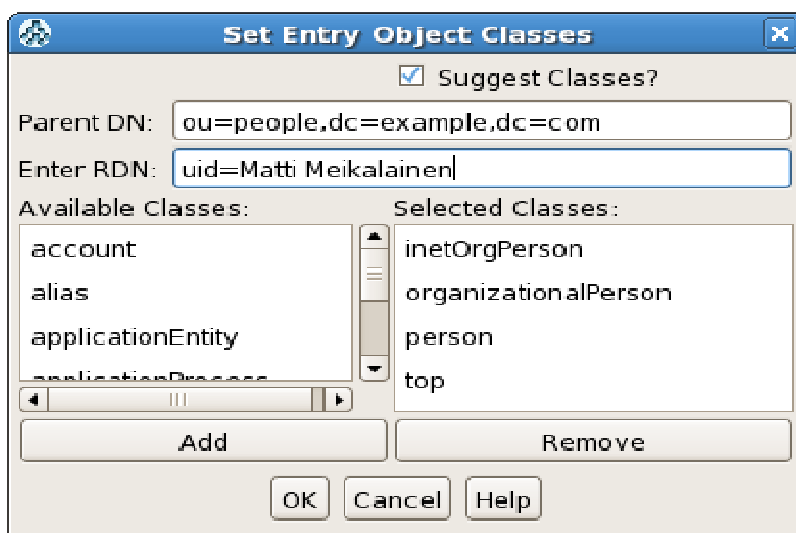 Set Entry Object Classes
Suggest Classes?
Parent DN: ou=people,dc=example,dc=com
Enter RDN: uid=Matti Meikalainen
Available Classes: Selected Classes:
account inetOrgPerson
alias organizationalPerson
applicationEntity person
applicationProcess top
Add Remove
OK Cancel Help